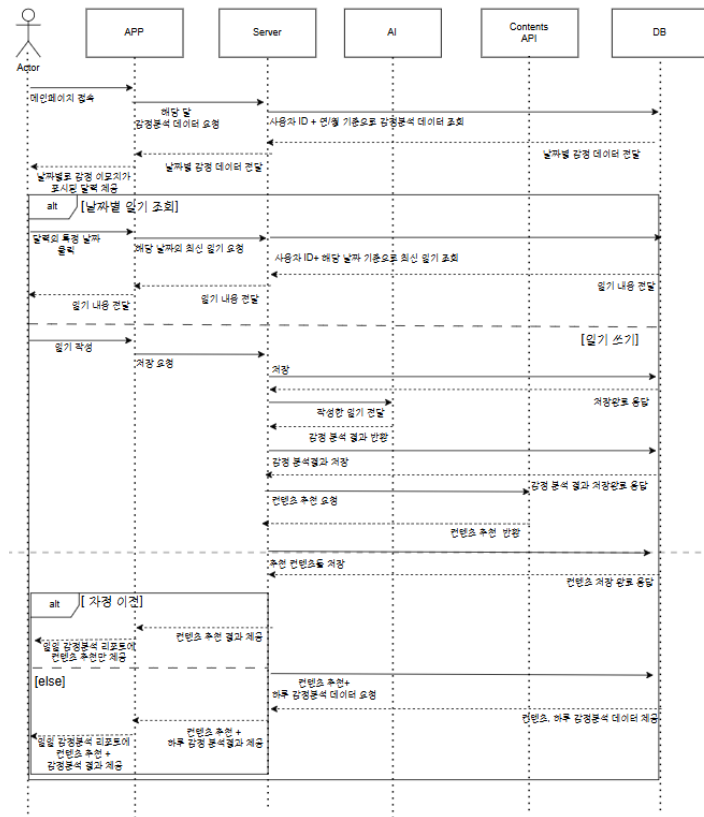 APP
Server
AI
Contents
API
DB
Actor
메인페이지 접속
해당 달
감정분석 데이터 요청
사용자 ID + 연/월 기준으로 감정분석 데이터 조회
날짜별 감정 데이터 전달
날짜별 감정 데이터 전달
날짜별로 감정 이모지가
표시된 달력 제공
alt
[날짜별 일기 조회]
달력의 특정 날짜
클릭
해당 날짜의 최신 일기 요청
사용자 ID+ 해당 날짜 기준으로 최신 일기 조회
일기 내용 전달
일기 내용 전달
일기 내용 전달
[일기 쓰기]
일기 작성
저장 요청
저장
저장완료 응답
작성한 일기 전달
감정 분석 결과 반환
감정 분석결과 저장
감정 분석 결과 저장완료 응답
컨텐츠 추천 요청
컨텐츠 추천 반환
추천 컨텐츠들 저장
컨텐츠 저장 완료 응답
alt
[ 자정 이전]
컨텐츠 추천 결과 제공
일일 감정분석 리포트에
컨텐츠 추천만 제공
[else]
컨텐츠 추천+
하루 감정분석 데이터 요청
컨텐츠, 하루 감정분석 데이터 제공
컨텐츠 추천 +
하루 감정 분석결과 제공
일일 감정분석 리포트에
컨텐츠 추천 +
감정분석 결과 제공